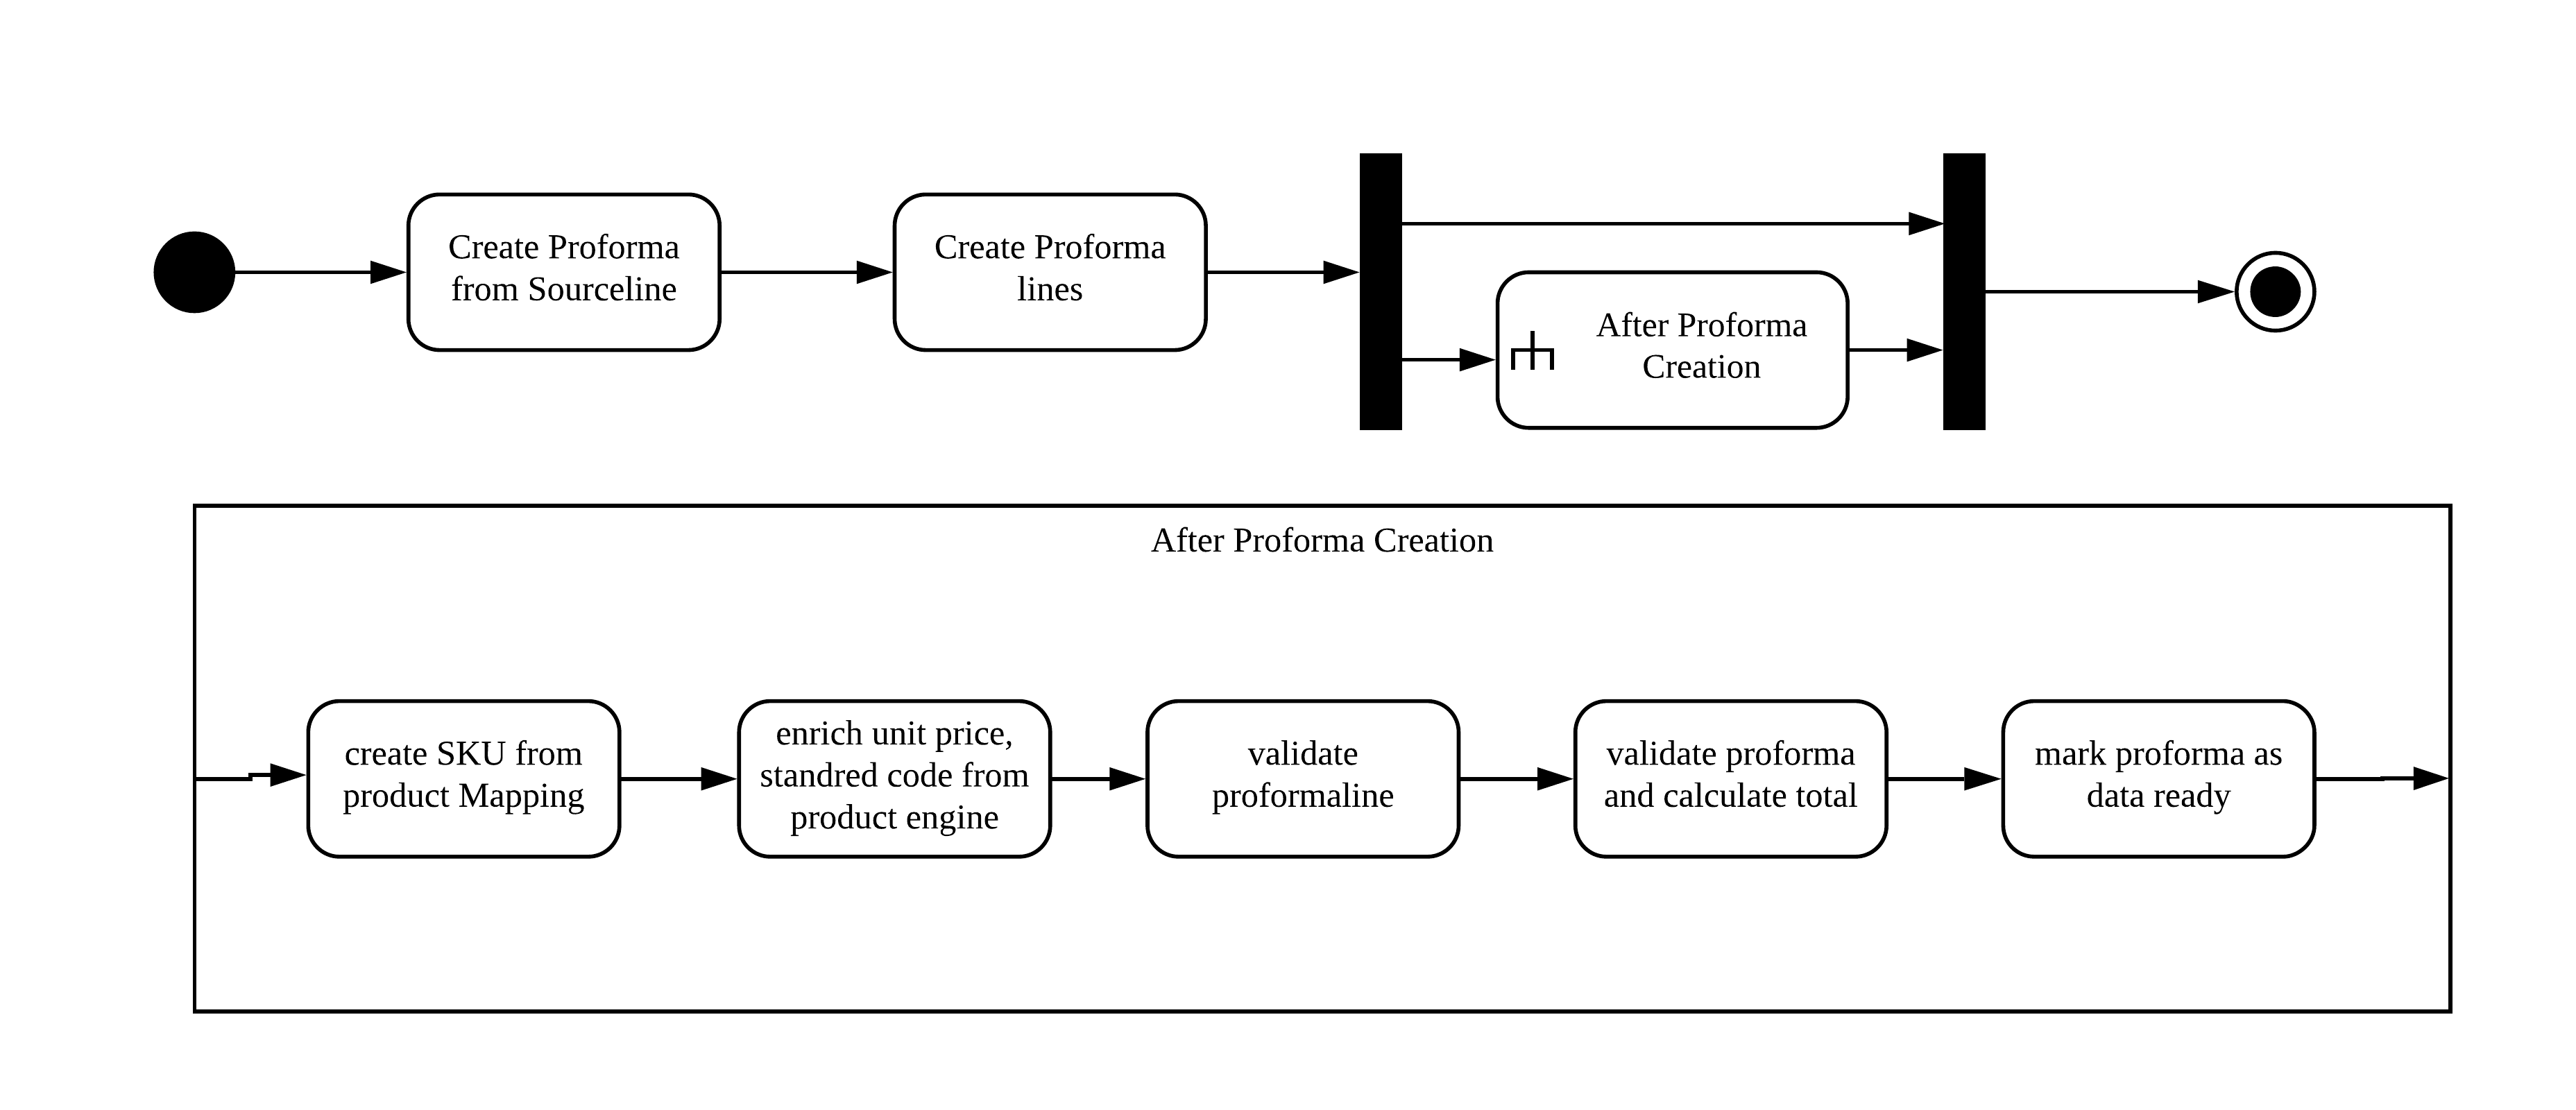 Create Proforma
from Sourceline
Create Proforma
lines
After Proforma
Creation
After Proforma Creation
create SKU from
product Mapping
enrich unit price,
standred code from
product engine
validate
proformaline
validate proforma
and calculate total
mark proforma as
data ready